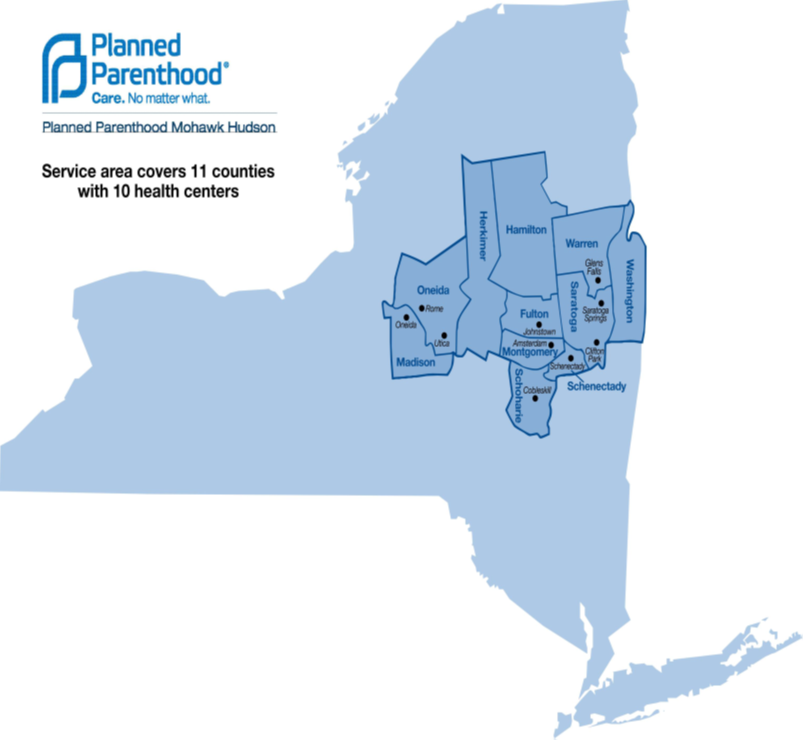 Planned
Parenthood®
Care. No matter what.
Planned Parenthood Mohawk Hudson
Service area covers 11 counties
with 10 health centers
Herkimer
Hamilton
Warren
Washington
Glens
Falls
Oneida
Saratoga
Rome
Oneida
Saratoga
Springs
Fulton
Johnstown
Utica
Amsterdam
Montgomery
Clifton
Park
Madison
Schenectady
Schenectady
Schoharie
Cobleskill